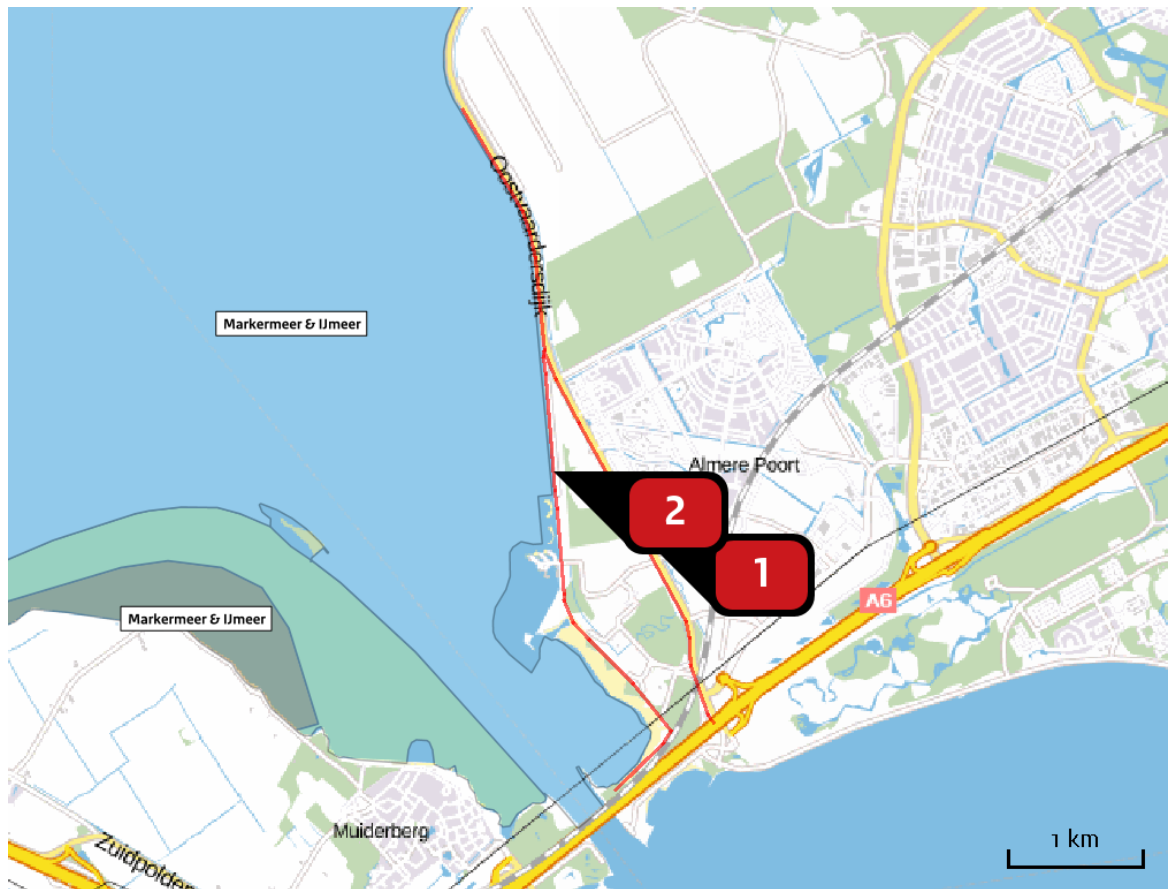 Oostvaardersdijk
Markermeer & IJmeer
Almere Poort
2
1
A6
Markermeer & IJmeer
Muiderberg
Zuidpolder
1 km